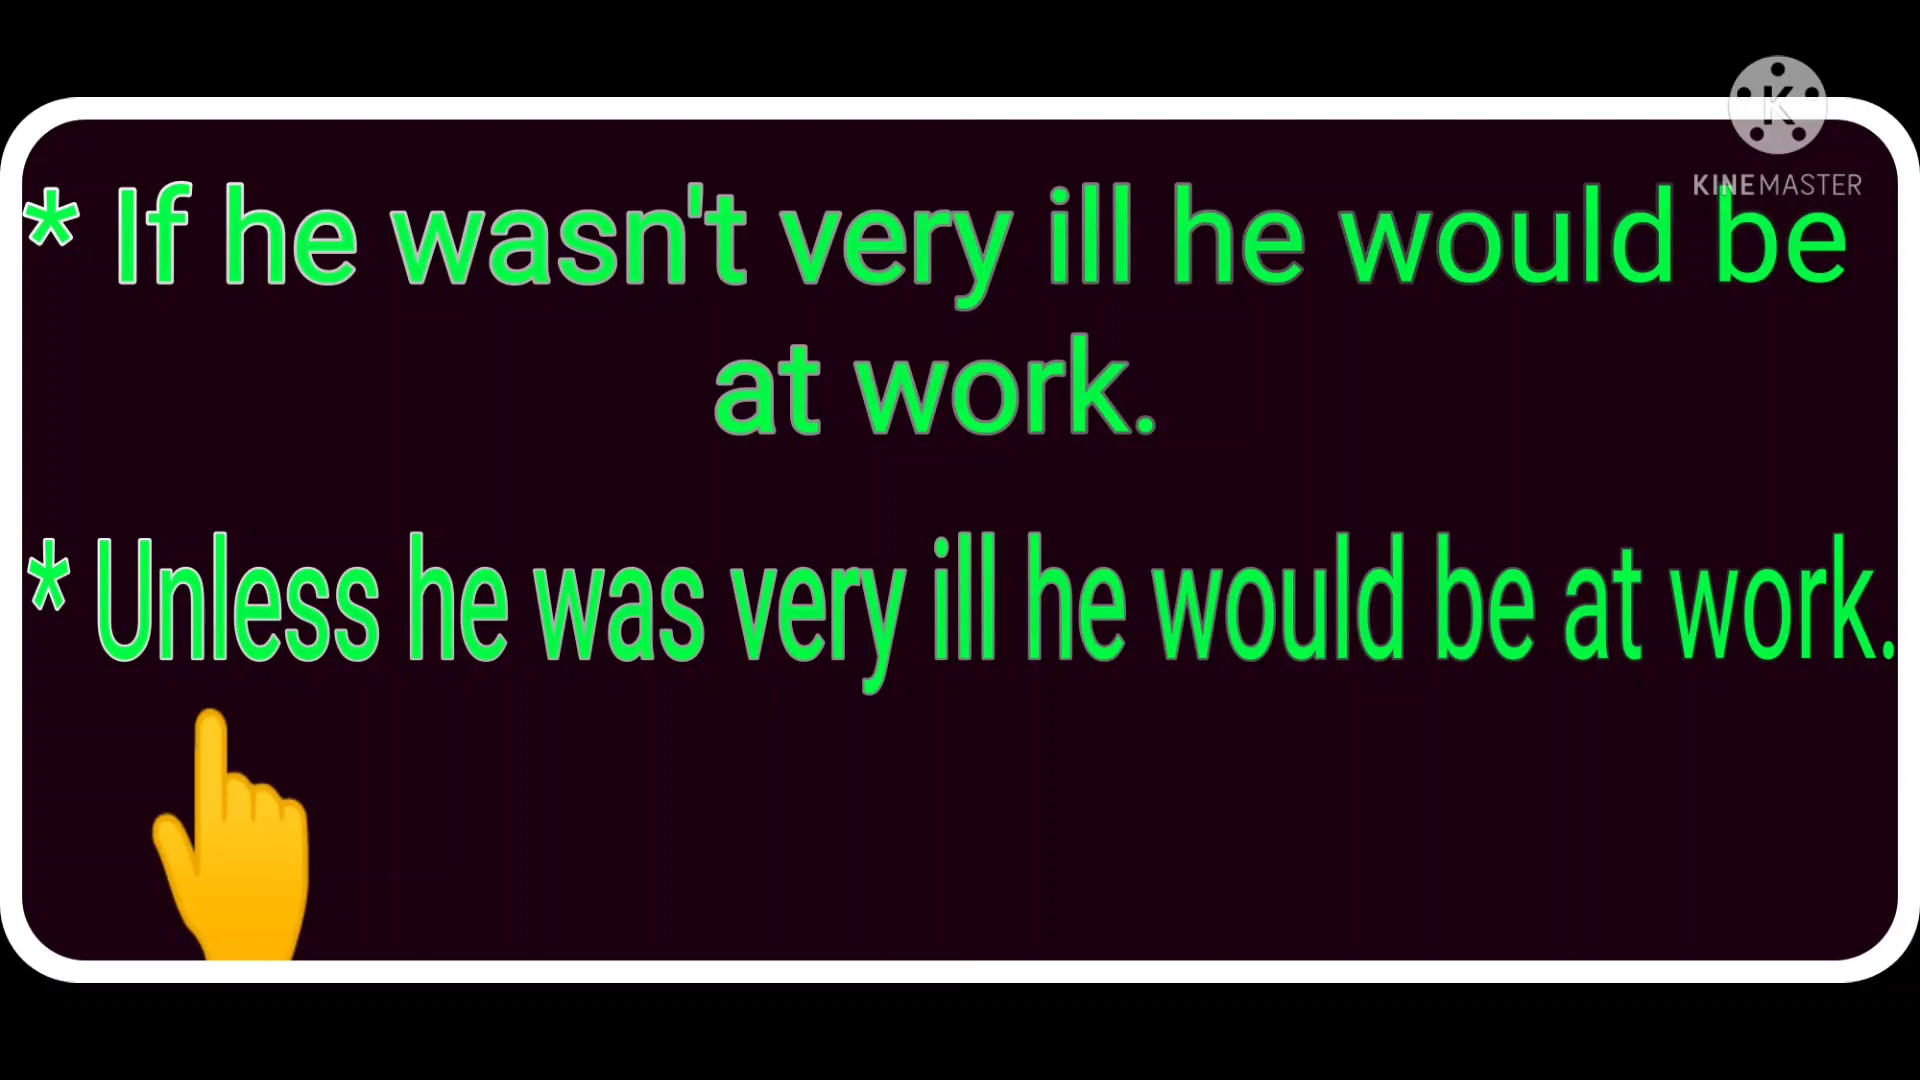 KINEMASTER
* If he wasn't very ill he would be
at work.
* Unless he was very ill he would be at work.